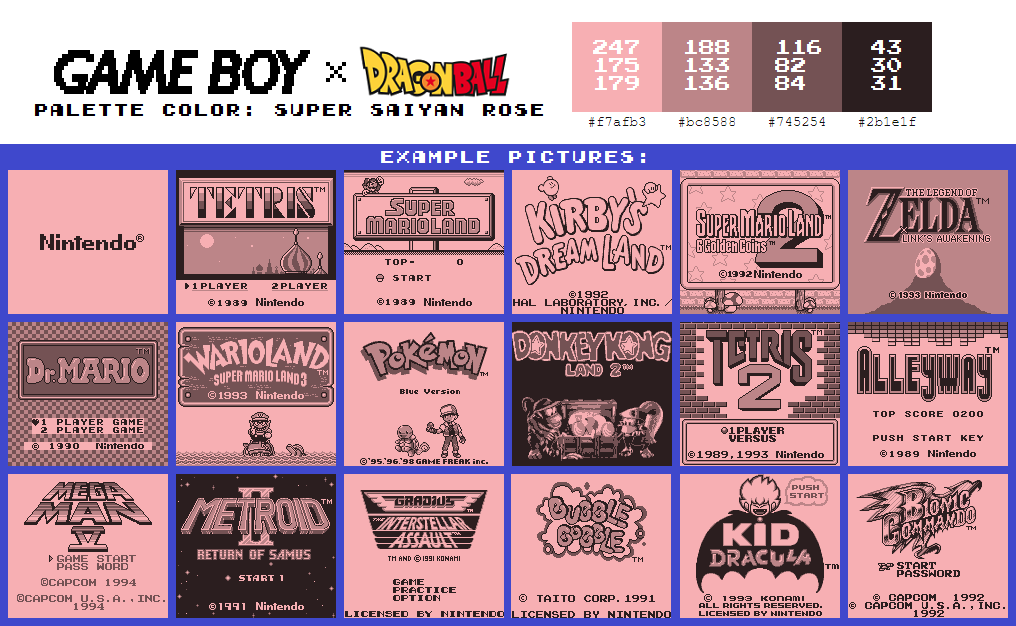 GAME BOY × DRAGONBALL
PALETTE COLOR: SUPER SAIYAN ROSE
247 188 116 43
175 133 82 30
179 136 84 31
#f7afb3 #bc8588 #745254 #2b1e1f
EXAMPLE PICTURES:
Nintendo®
TETRIS™
▶1PLAYER 2PLAYER
©1989 Nintendo
SUPER
MARIOLAND
TOP- 0
START
©1989 Nintendo
KIRBY'S
DREAM LAND™
©1992
HAL LABORATORY, INC. /
NINTENDO
SUPER MARIO LAND 2™
6 Golden Coins™
©1992 Nintendo
THE LEGEND OF
ZELDA™
LINK'S AWAKENING
© 1993 Nintendo
Dr. MARIO™
♥1 PLAYER GAME
2 PLAYER GAME
© 1990 Nintendo
WARIOLAND
SUPER MARIO LAND 3™
©1993 Nintendo
POKéMON™
Blue Version
©'95.'96.'98 GAME FREAK inc.
DONKEY KONG
LAND 2™
TETRIS™
2
1PLAYER
VERSUS
©1989,1993 Nintendo
ALLEYWAY™
TOP SCORE 0200
PUSH START KEY
©1989 Nintendo
MEGA
MAN
IV
▷GAME START
PASS WORD
©CAPCOM 1994
©CAPCOM U.S.A.,INC.
1994
METROID™
II
RETURN OF SAMUS
START 1
©1991 Nintendo
GRADIUS
THE INTERSTELLAR
ASSAULT™
TM AND ©1991 KONAMI
GAME
PRACTICE
OPTION
LICENSED BY NINTENDO
BUBBLE
BOBBLE™
© TAITO CORP. 1991
LICENSED BY NINTENDO
PUSH
START
KID
DRACULA™
© 1993 KONAMI
ALL RIGHTS RESERVED.
LICENSED BY NINTENDO
BIONIC
COMMANDO™
START
PASSWORD
© CAPCOM 1992
© CAPCOM U.S.A.,INC.
1992